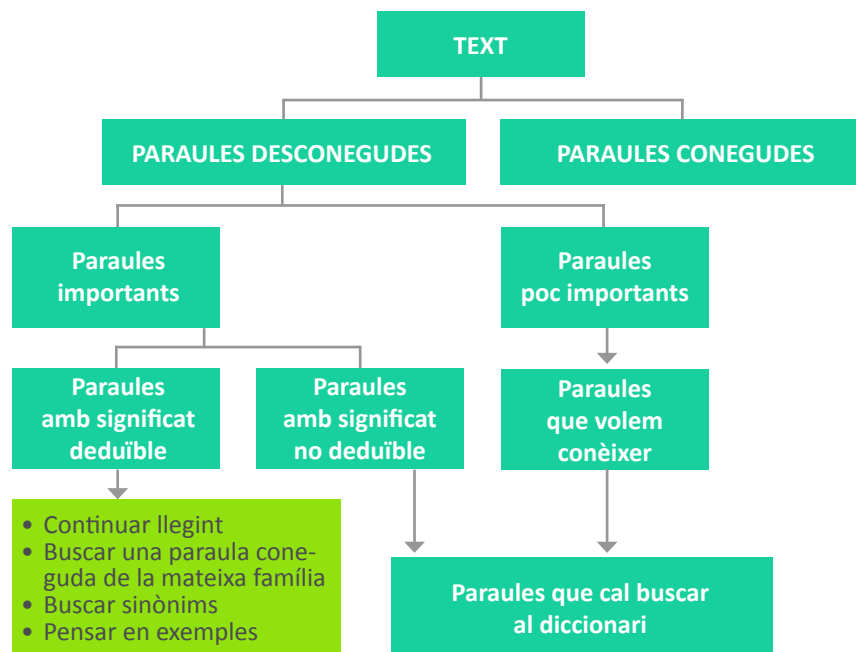 TEXT
PARAULES DESCONEGUDES
PARAULES CONEGUDES
Paraules
importants
Paraules
poc importants
Paraules
amb significat
deduïble
Paraules
amb significat
no deduïble
Paraules
que volem
conèixer
• Continuar llegint
• Buscar una paraula cone-
guda de la mateixa família
• Buscar sinònims
• Pensar en exemples
Paraules que cal buscar
al diccionari